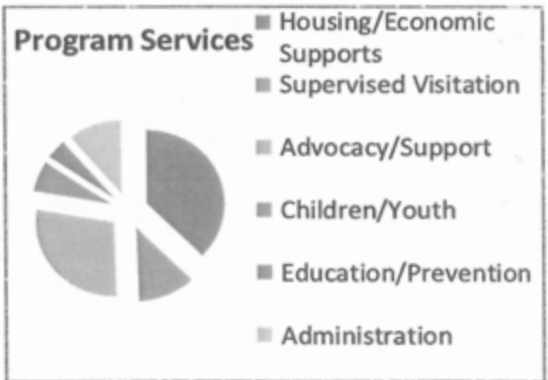 Program Services
Housing/Economic
Supports
Supervised Visitation
Advocacy/Support
Children/Youth
Education/Prevention
Administration